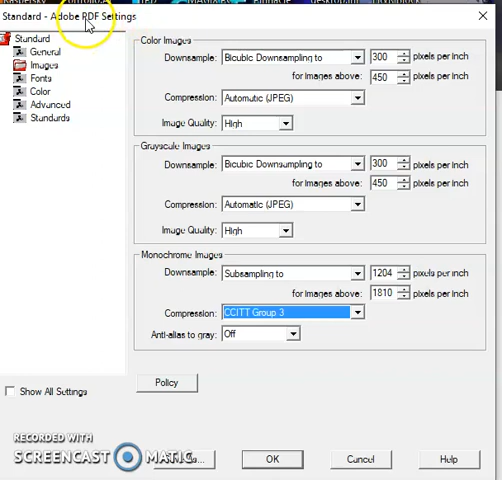 Standard - Adobe PDF Settings
Standard
General
Images
Fonts
Color
Advanced
Standards
Show All Settings
Color Images
Downsample: Bicubic Downsampling to 300 pixels per inch
for images above: 450 pixels per inch
Compression: Automatic (JPEG)
Image Quality: High
Grayscale Images
Downsample: Bicubic Downsampling to 300 pixels per inch
for images above: 450 pixels per inch
Compression: Automatic (JPEG)
Image Quality: High
Monochrome Images
Downsample: Subsampling to 1204 pixels per inch
for images above: 1810 pixels per inch
Compression: CCITT Group 3
Anti-alias to gray: Off
Policy
OK
Cancel
Help
RECORDED WITH
SCREENCAST MATIC